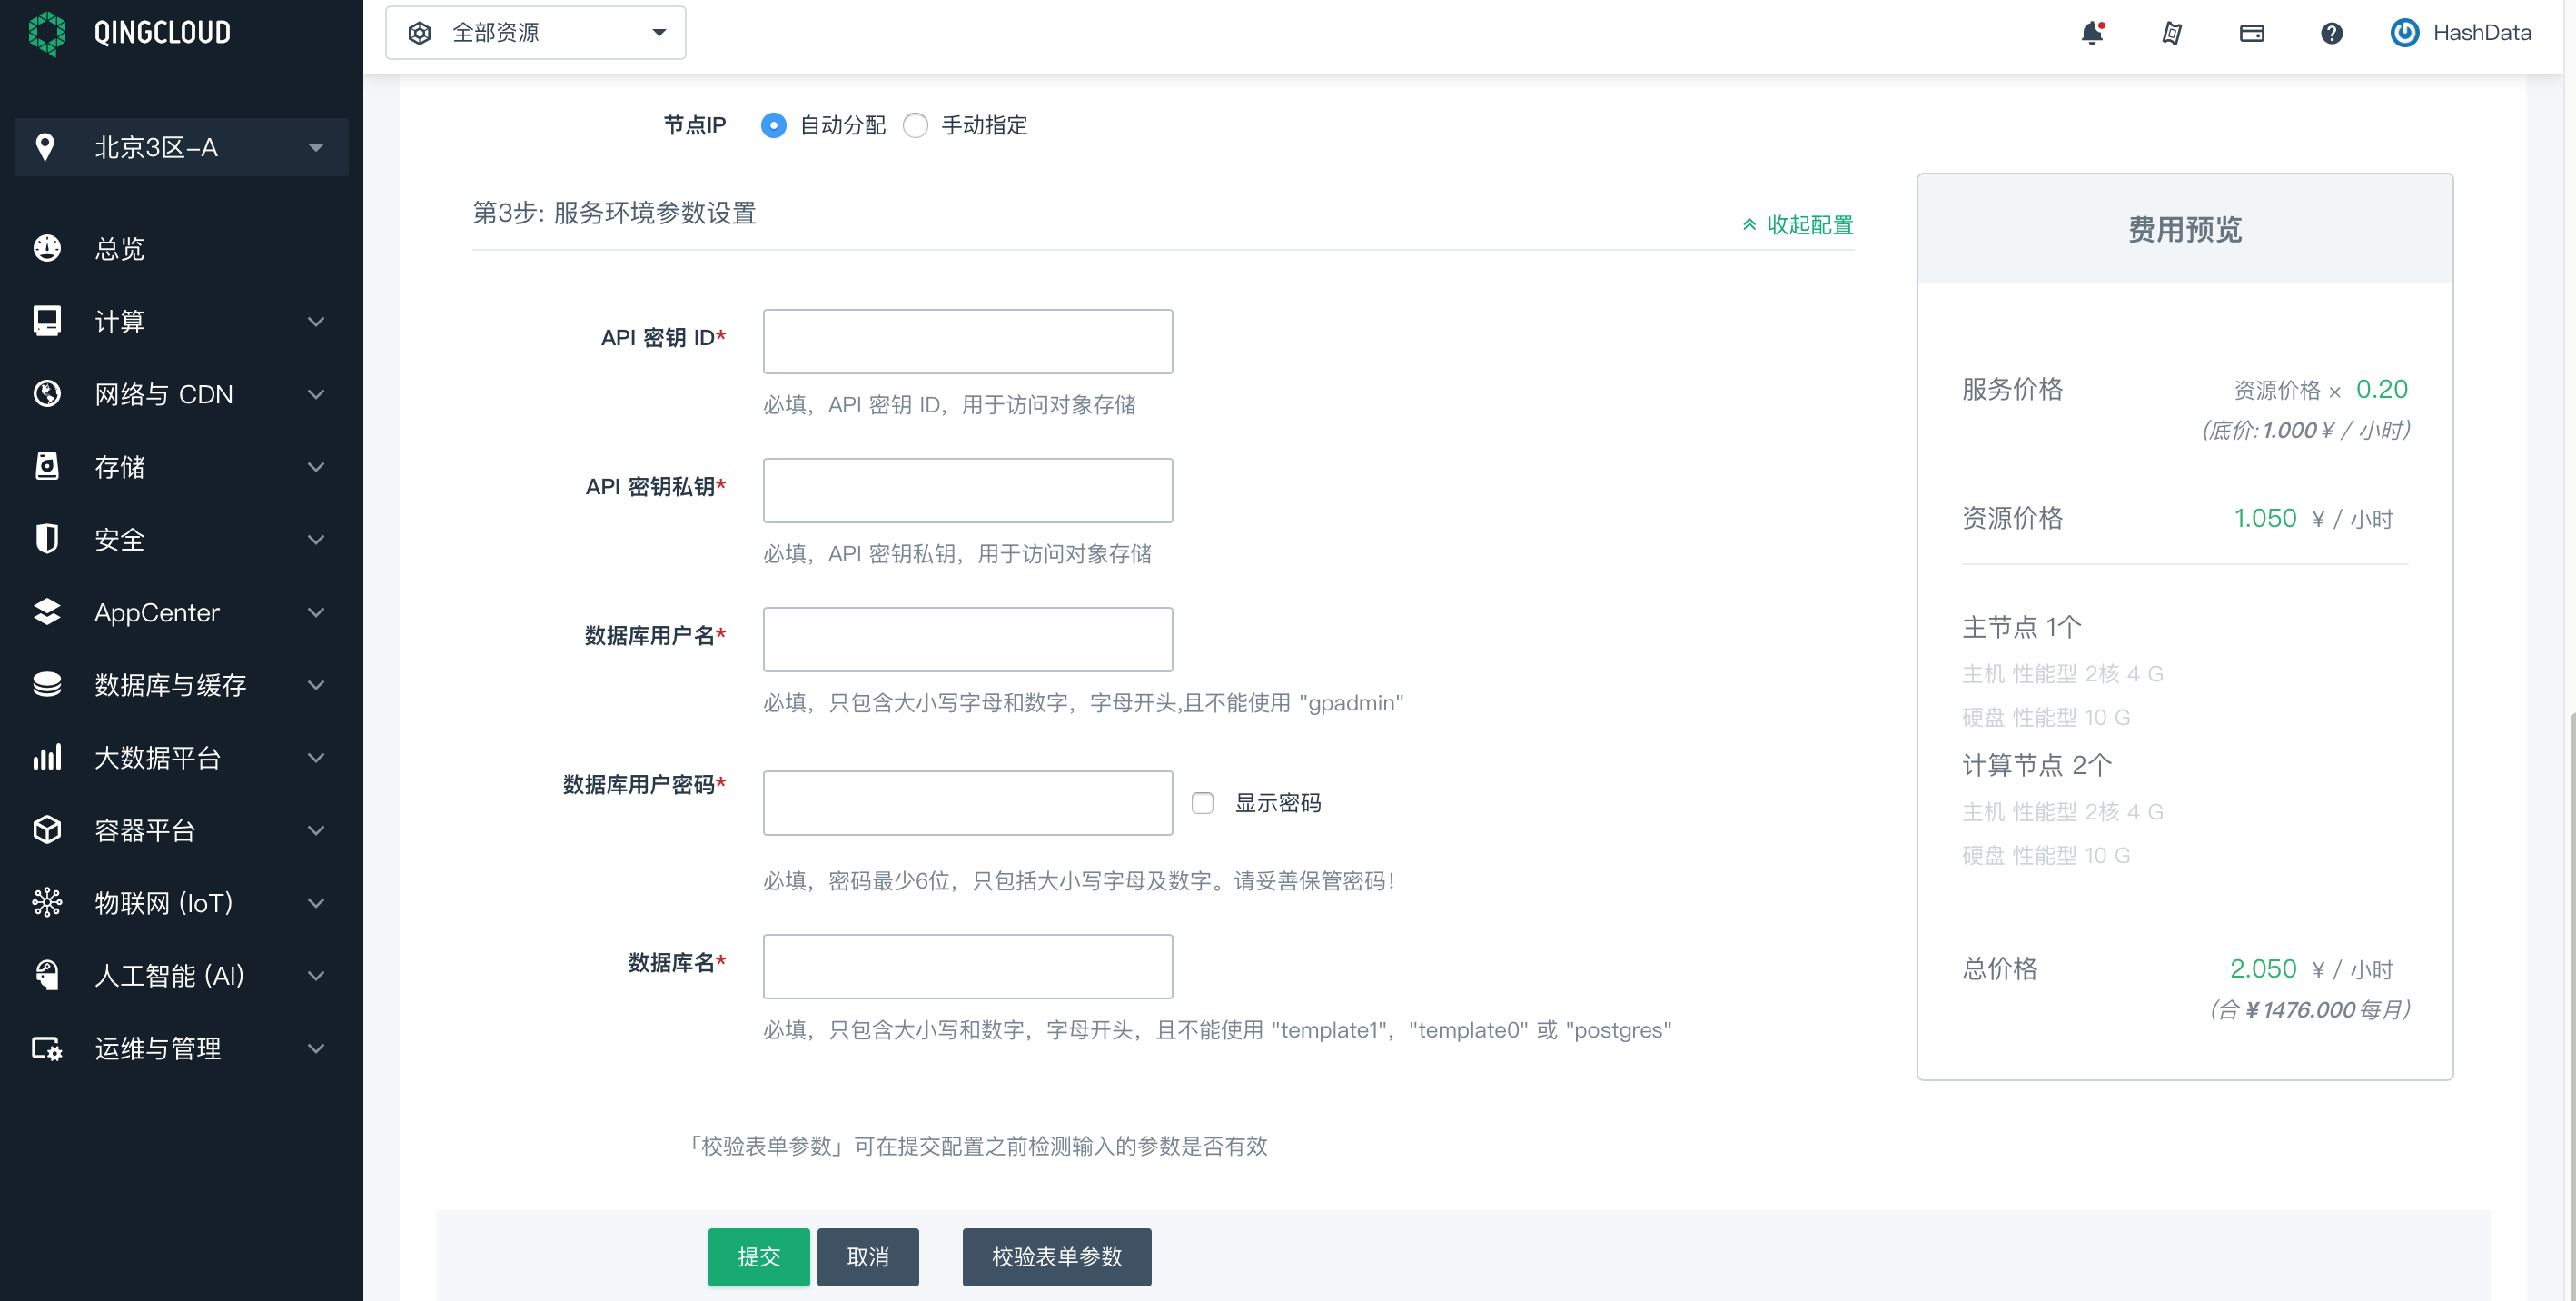 QINGCLOUD
全部资源
HashData
北京3区-A
总览
计算
网络与 CDN
存储
安全
AppCenter
数据库与缓存
大数据平台
容器平台
物联网 (IoT)
人工智能 (AI)
运维与管理
节点IP 自动分配 手动指定
第3步: 服务环境参数设置
收起配置
API 密钥 ID*
必填，API 密钥 ID，用于访问对象存储
API 密钥私钥*
必填，API 密钥私钥，用于访问对象存储
数据库用户名*
必填，只包含大小写字母和数字，字母开头,且不能使用 "gpadmin"
数据库用户密码* 显示密码
必填，密码最少6位，只包括大小写字母及数字。请妥善保管密码！
数据库名*
必填，只包含大小写和数字，字母开头，且不能使用 "template1"，"template0" 或 "postgres"
「校验表单参数」可在提交配置之前检测输入的参数是否有效
提交 取消 校验表单参数
费用预览
服务价格 资源价格 × 0.20
(底价: 1.000 ¥ / 小时)
资源价格 1.050 ¥ / 小时
主节点 1个
主机 性能型 2核 4 G
硬盘 性能型 10 G
计算节点 2个
主机 性能型 2核 4 G
硬盘 性能型 10 G
总价格 2.050 ¥ / 小时
(合 ¥ 1476.000 每月)